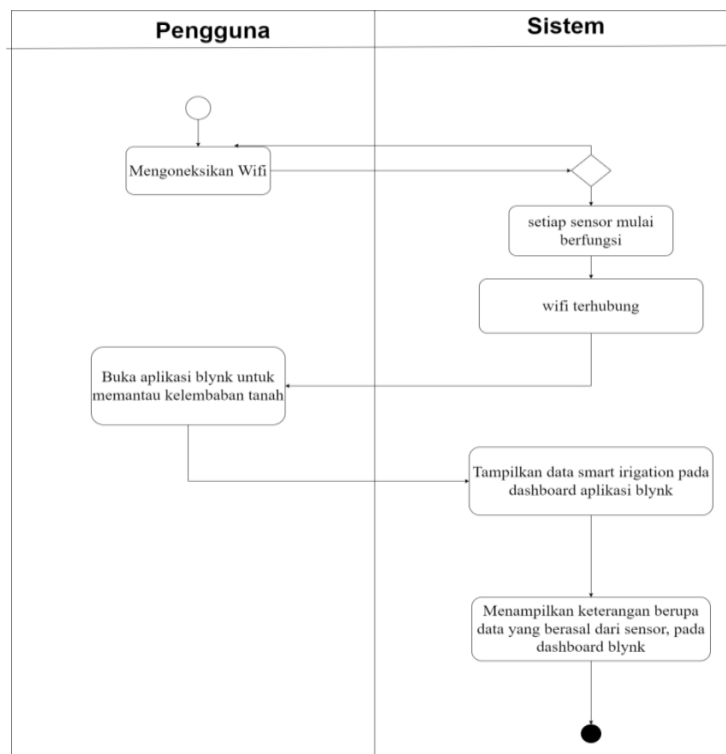 Pengguna
Sistem
Mengoneksikan Wifi
setiap sensor mulai
berfungsi
wifi terhubung
Buka aplikasi blynk untuk
memantau kelembaban tanah
Tampilkan data smart irigation pada
dashboard aplikasi blynk
Menampilkan keterangan berupa
data yang berasal dari sensor, pada
dashboard blynk